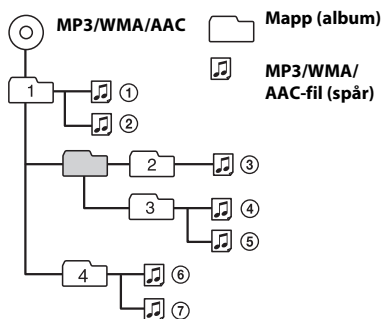 MP3/WMA/AAC
Mapp (album)
MP3/WMA/
AAC-fil (spår)
1
①
②
2
③
3
④
⑤
4
⑥
⑦